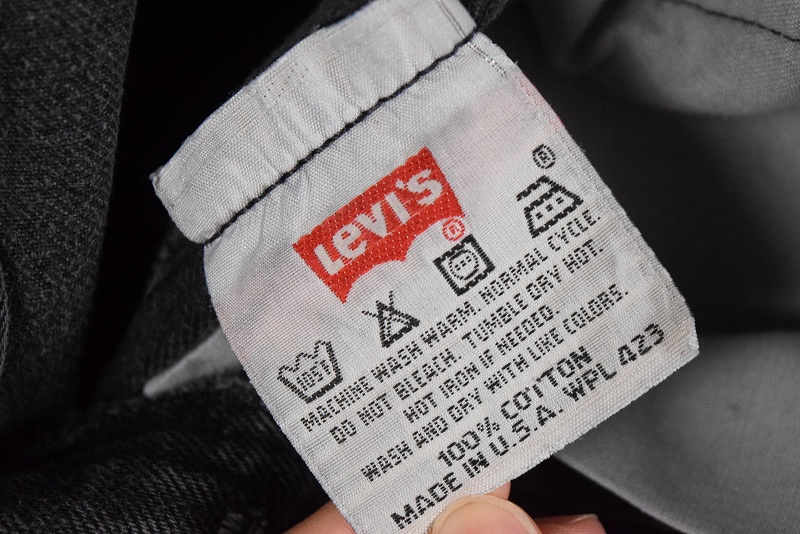 Levi's
®
®
105F
MACHINE WASH WARM. NORMAL CYCLE.
DO NOT BLEACH. TUMBLE DRY HOT.
HOT IRON IF NEEDED.
WASH AND DRY WITH LIKE COLORS.
100% COTTON
MADE IN U.S.A. WPL 423